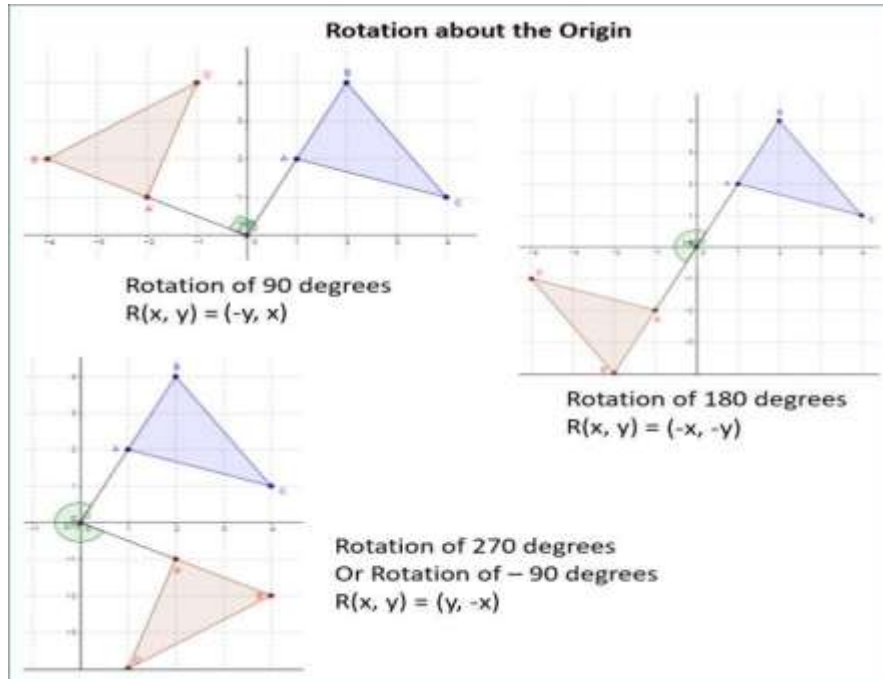 Rotation about the Origin
Rotation of 90 degrees
R(x, y) = (-y, x)
Rotation of 180 degrees
R(x, y) = (-x, -y)
Rotation of 270 degrees
Or Rotation of – 90 degrees
R(x, y) = (y, -x)